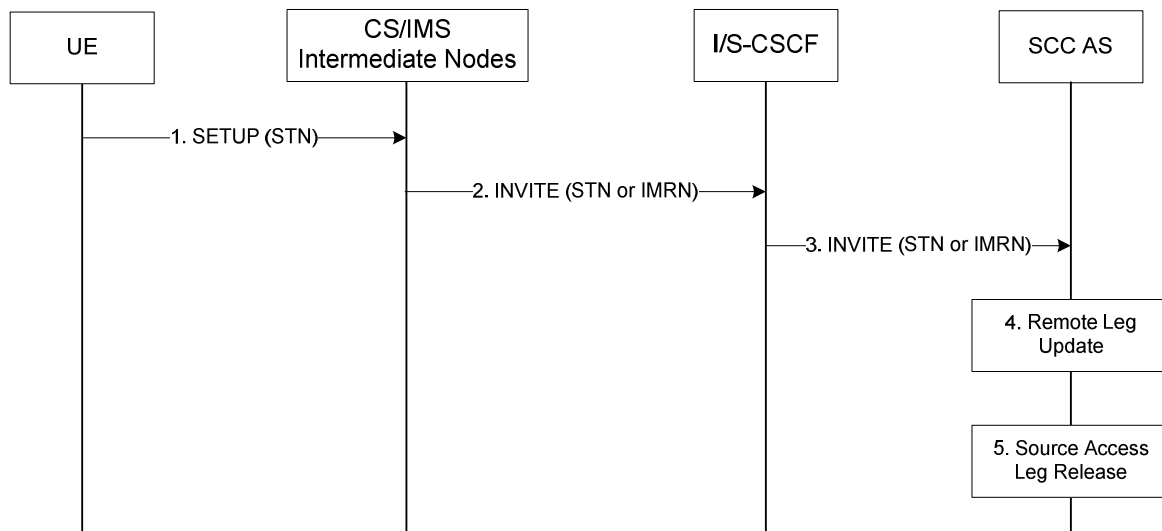 UE
CS/IMS
Intermediate Nodes
I/S-CSCF
SCC AS
1. SETUP (STN)
2. INVITE (STN or IMRN)
3. INVITE (STN or IMRN)
4. Remote Leg
Update
5. Source Access
Leg Release